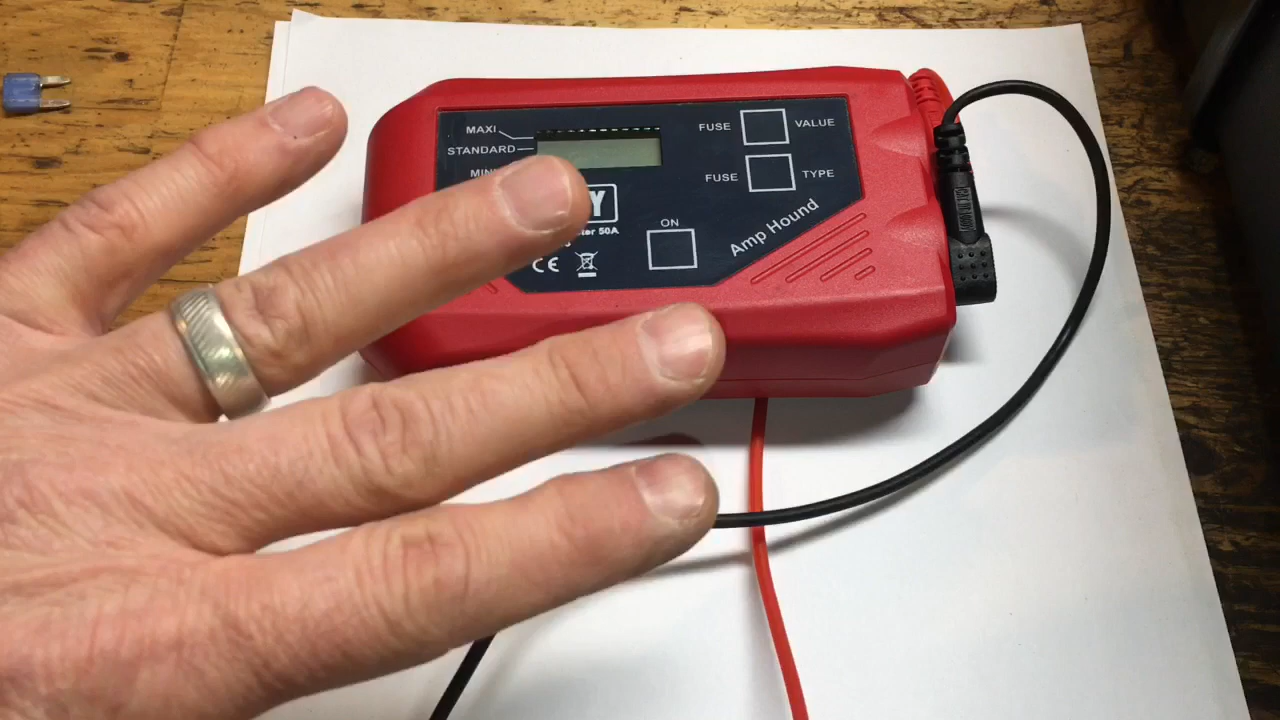 MAXI
STANDARD
FUSE VALUE
FUSE TYPE
50A
ON
Amp Hound
CE